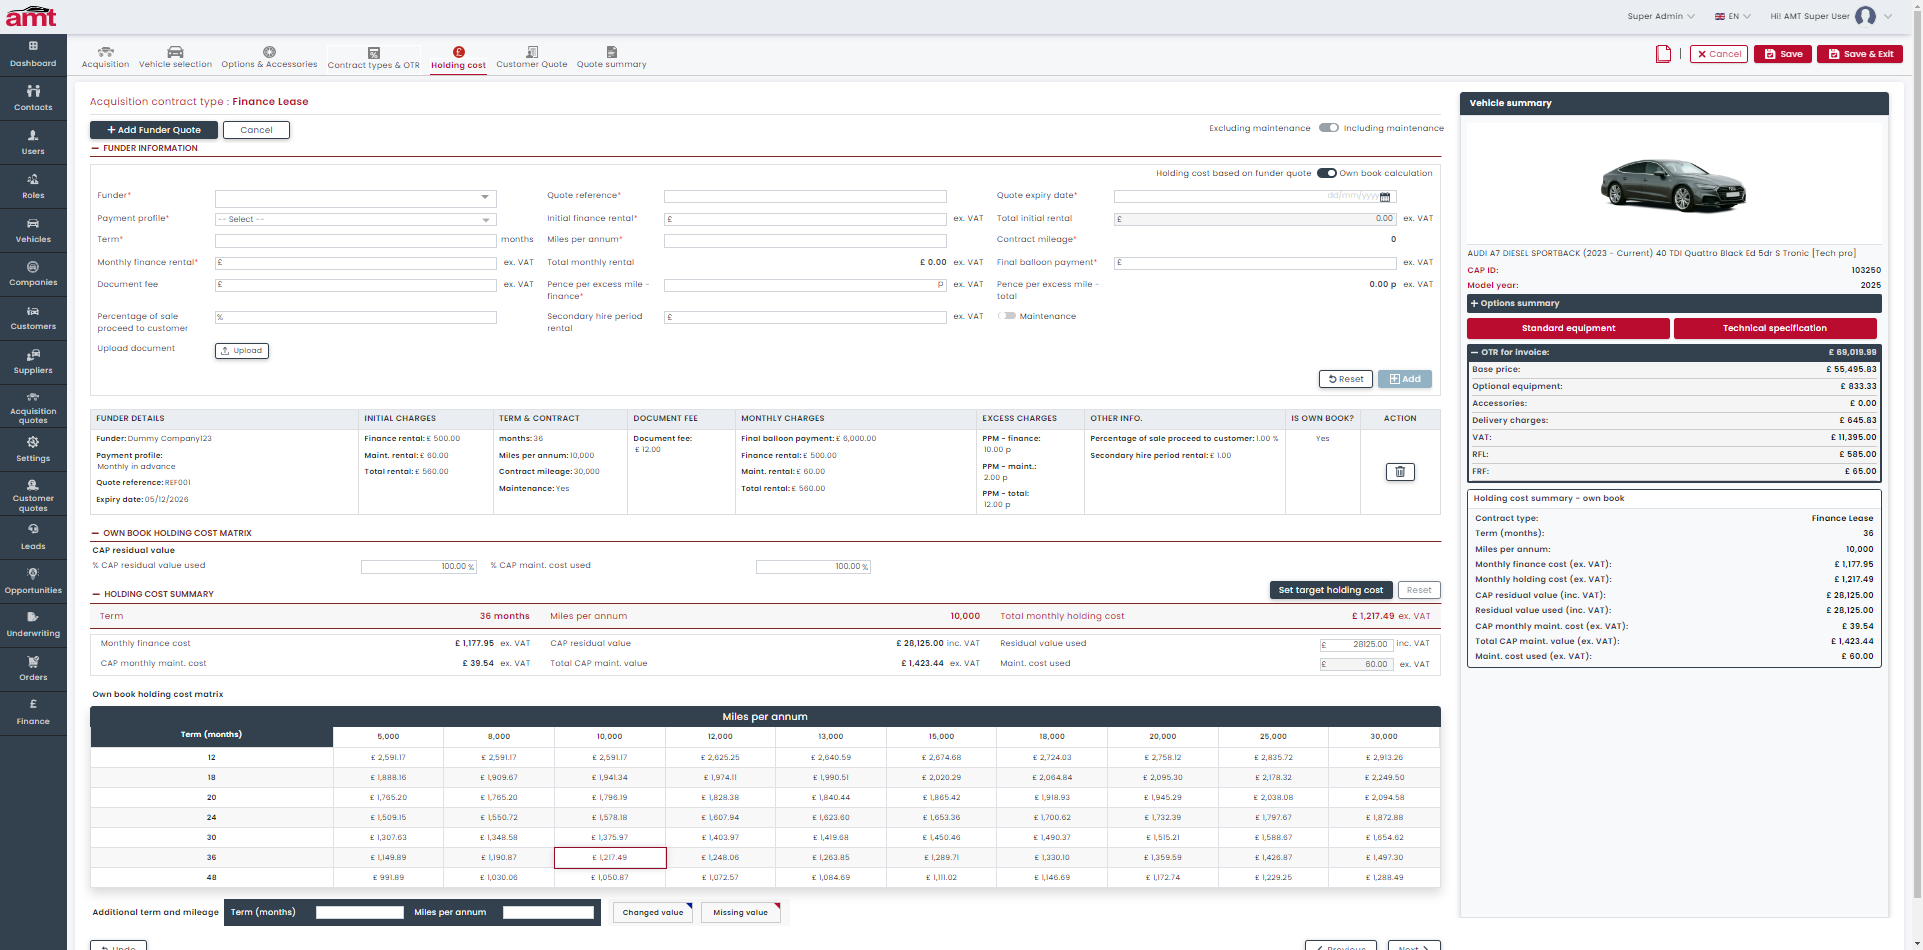 amt
Super Admin
EN
Hi! AMT Super User
Dashboard
Contacts
Users
Roles
Vehicles
Companies
Customers
Suppliers
Acquisition
quotes
Settings
Customer
quotes
Leads
Opportunities
Underwriting
Orders
Finance
Acquisition
Vehicle selection
Options & Accessories
Contract types & OTR
Holding cost
Customer Quote
Quote summary
Cancel
Save
Save & Exit
Acquisition contract type : Finance Lease
+ Add Funder Quote
Cancel
Excluding maintenance
Including maintenance
FUNDER INFORMATION
Holding cost based on funder quote
Own book calculation
Funder*
Quote reference*
Quote expiry date*
dd/mm/yyyy
Payment profile*
-- Select --
Initial finance rental*
£
ex. VAT
Total initial rental
£ 0.00 ex. VAT
Term*
months
Miles per annum*
Contract mileage*
0
Monthly finance rental*
£
ex. VAT
Total monthly rental
£ 0.00 ex. VAT
Final balloon payment*
£
ex. VAT
Document fee
£
ex. VAT
Pence per excess mile -
finance*
p
ex. VAT
Pence per excess mile -
total
0.00 p ex. VAT
Percentage of sale
proceed to customer
%
Secondary hire period
rental
£
ex. VAT
Maintenance
Upload document
Upload
Reset
Add
FUNDER DETAILS
INITIAL CHARGES
TERM & CONTRACT
DOCUMENT FEE
MONTHLY CHARGES
EXCESS CHARGES
OTHER INFO.
IS OWN BOOK?
ACTION
Funder: Dummy Company123
Payment profile:
Monthly in advance
Quote reference: REF001
Expiry date: 05/12/2026
Finance rental: £ 500.00
Maint. rental: £ 60.00
Total rental: £ 560.00
months: 36
Miles per annum: 10,000
Contract mileage: 30,000
Maintenance: Yes
Document fee:
£ 12.00
Final balloon payment: £ 6,000.00
Finance rental: £ 500.00
Maint. rental: £ 60.00
Total rental: £ 560.00
PPM - finance:
10.00 p
PPM - maint.:
2.00 p
PPM - total:
12.00 p
Percentage of sale proceed to customer: 1.00 %
Secondary hire period rental: £ 1.00
Yes
OWN BOOK HOLDING COST MATRIX
CAP residual value
% CAP residual value used
100.00 %
% CAP maint. cost used
100.00 %
HOLDING COST SUMMARY
Set target holding cost
Reset
Term 36 months Miles per annum 10,000 Total monthly holding cost £ 1,217.49 ex. VAT
Monthly finance cost £ 1,177.95 ex. VAT CAP residual value £ 28,125.00 inc. VAT Residual value used £ 28125.00 inc. VAT
CAP monthly maint. cost £ 39.54 ex. VAT Total CAP maint. value £ 1,423.44 ex. VAT Maint. cost used £ 60.00 ex. VAT
Own book holding cost matrix
Miles per annum
Term (months) 5,000 8,000 10,000 12,000 13,000 15,000 18,000 20,000 25,000 30,000
12 £ 2,591.17 £ 2,591.17 £ 2,591.17 £ 2,625.25 £ 2,640.59 £ 2,674.68 £ 2,724.03 £ 2,758.12 £ 2,835.72 £ 2,913.26
18 £ 1,888.16 £ 1,909.67 £ 1,941.34 £ 1,974.11 £ 1,990.51 £ 2,020.29 £ 2,064.84 £ 2,095.30 £ 2,178.32 £ 2,249.50
20 £ 1,765.20 £ 1,765.20 £ 1,796.19 £ 1,828.38 £ 1,840.44 £ 1,865.42 £ 1,918.93 £ 1,945.29 £ 2,038.08 £ 2,094.58
24 £ 1,509.15 £ 1,550.72 £ 1,578.18 £ 1,607.94 £ 1,623.60 £ 1,653.36 £ 1,700.62 £ 1,732.39 £ 1,797.67 £ 1,872.88
30 £ 1,307.63 £ 1,348.58 £ 1,375.97 £ 1,403.97 £ 1,419.68 £ 1,450.46 £ 1,490.37 £ 1,515.21 £ 1,588.67 £ 1,654.62
36 £ 1,149.89 £ 1,190.87 £ 1,217.49 £ 1,248.06 £ 1,263.85 £ 1,289.71 £ 1,330.10 £ 1,359.59 £ 1,426.87 £ 1,497.30
48 £ 991.89 £ 1,030.06 £ 1,050.87 £ 1,072.57 £ 1,084.69 £ 1,111.02 £ 1,146.69 £ 1,172.74 £ 1,229.25 £ 1,288.49
Additional term and mileage
Term (months)
Miles per annum
Changed value
Missing value
Undo
Previous
Next
Vehicle summary
AUDI A7 DIESEL SPORTBACK (2023 - Current) 40 TDI Quattro Black Ed 5dr S Tronic [Tech pro]
CAP ID: 103250
Model year: 2025
+ Options summary
Standard equipment
Technical specification
OTR for invoice: £ 69,019.99
Base price: £ 55,495.83
Optional equipment: £ 833.33
Accessories: £ 0.00
Delivery charges: £ 645.83
VAT: £ 11,395.00
RFL: £ 585.00
FRF: £ 65.00
Holding cost summary - own book
Contract type: Finance Lease
Term (months): 36
Miles per annum: 10,000
Monthly finance cost (ex. VAT): £ 1,177.95
Monthly holding cost (ex. VAT): £ 1,217.49
CAP residual value (inc. VAT): £ 28,125.00
Residual value used (inc. VAT): £ 28,125.00
CAP monthly maint. cost (ex. VAT): £ 39.54
Total CAP maint. value (ex. VAT): £ 1,423.44
Maint. cost used (ex. VAT): £ 60.00